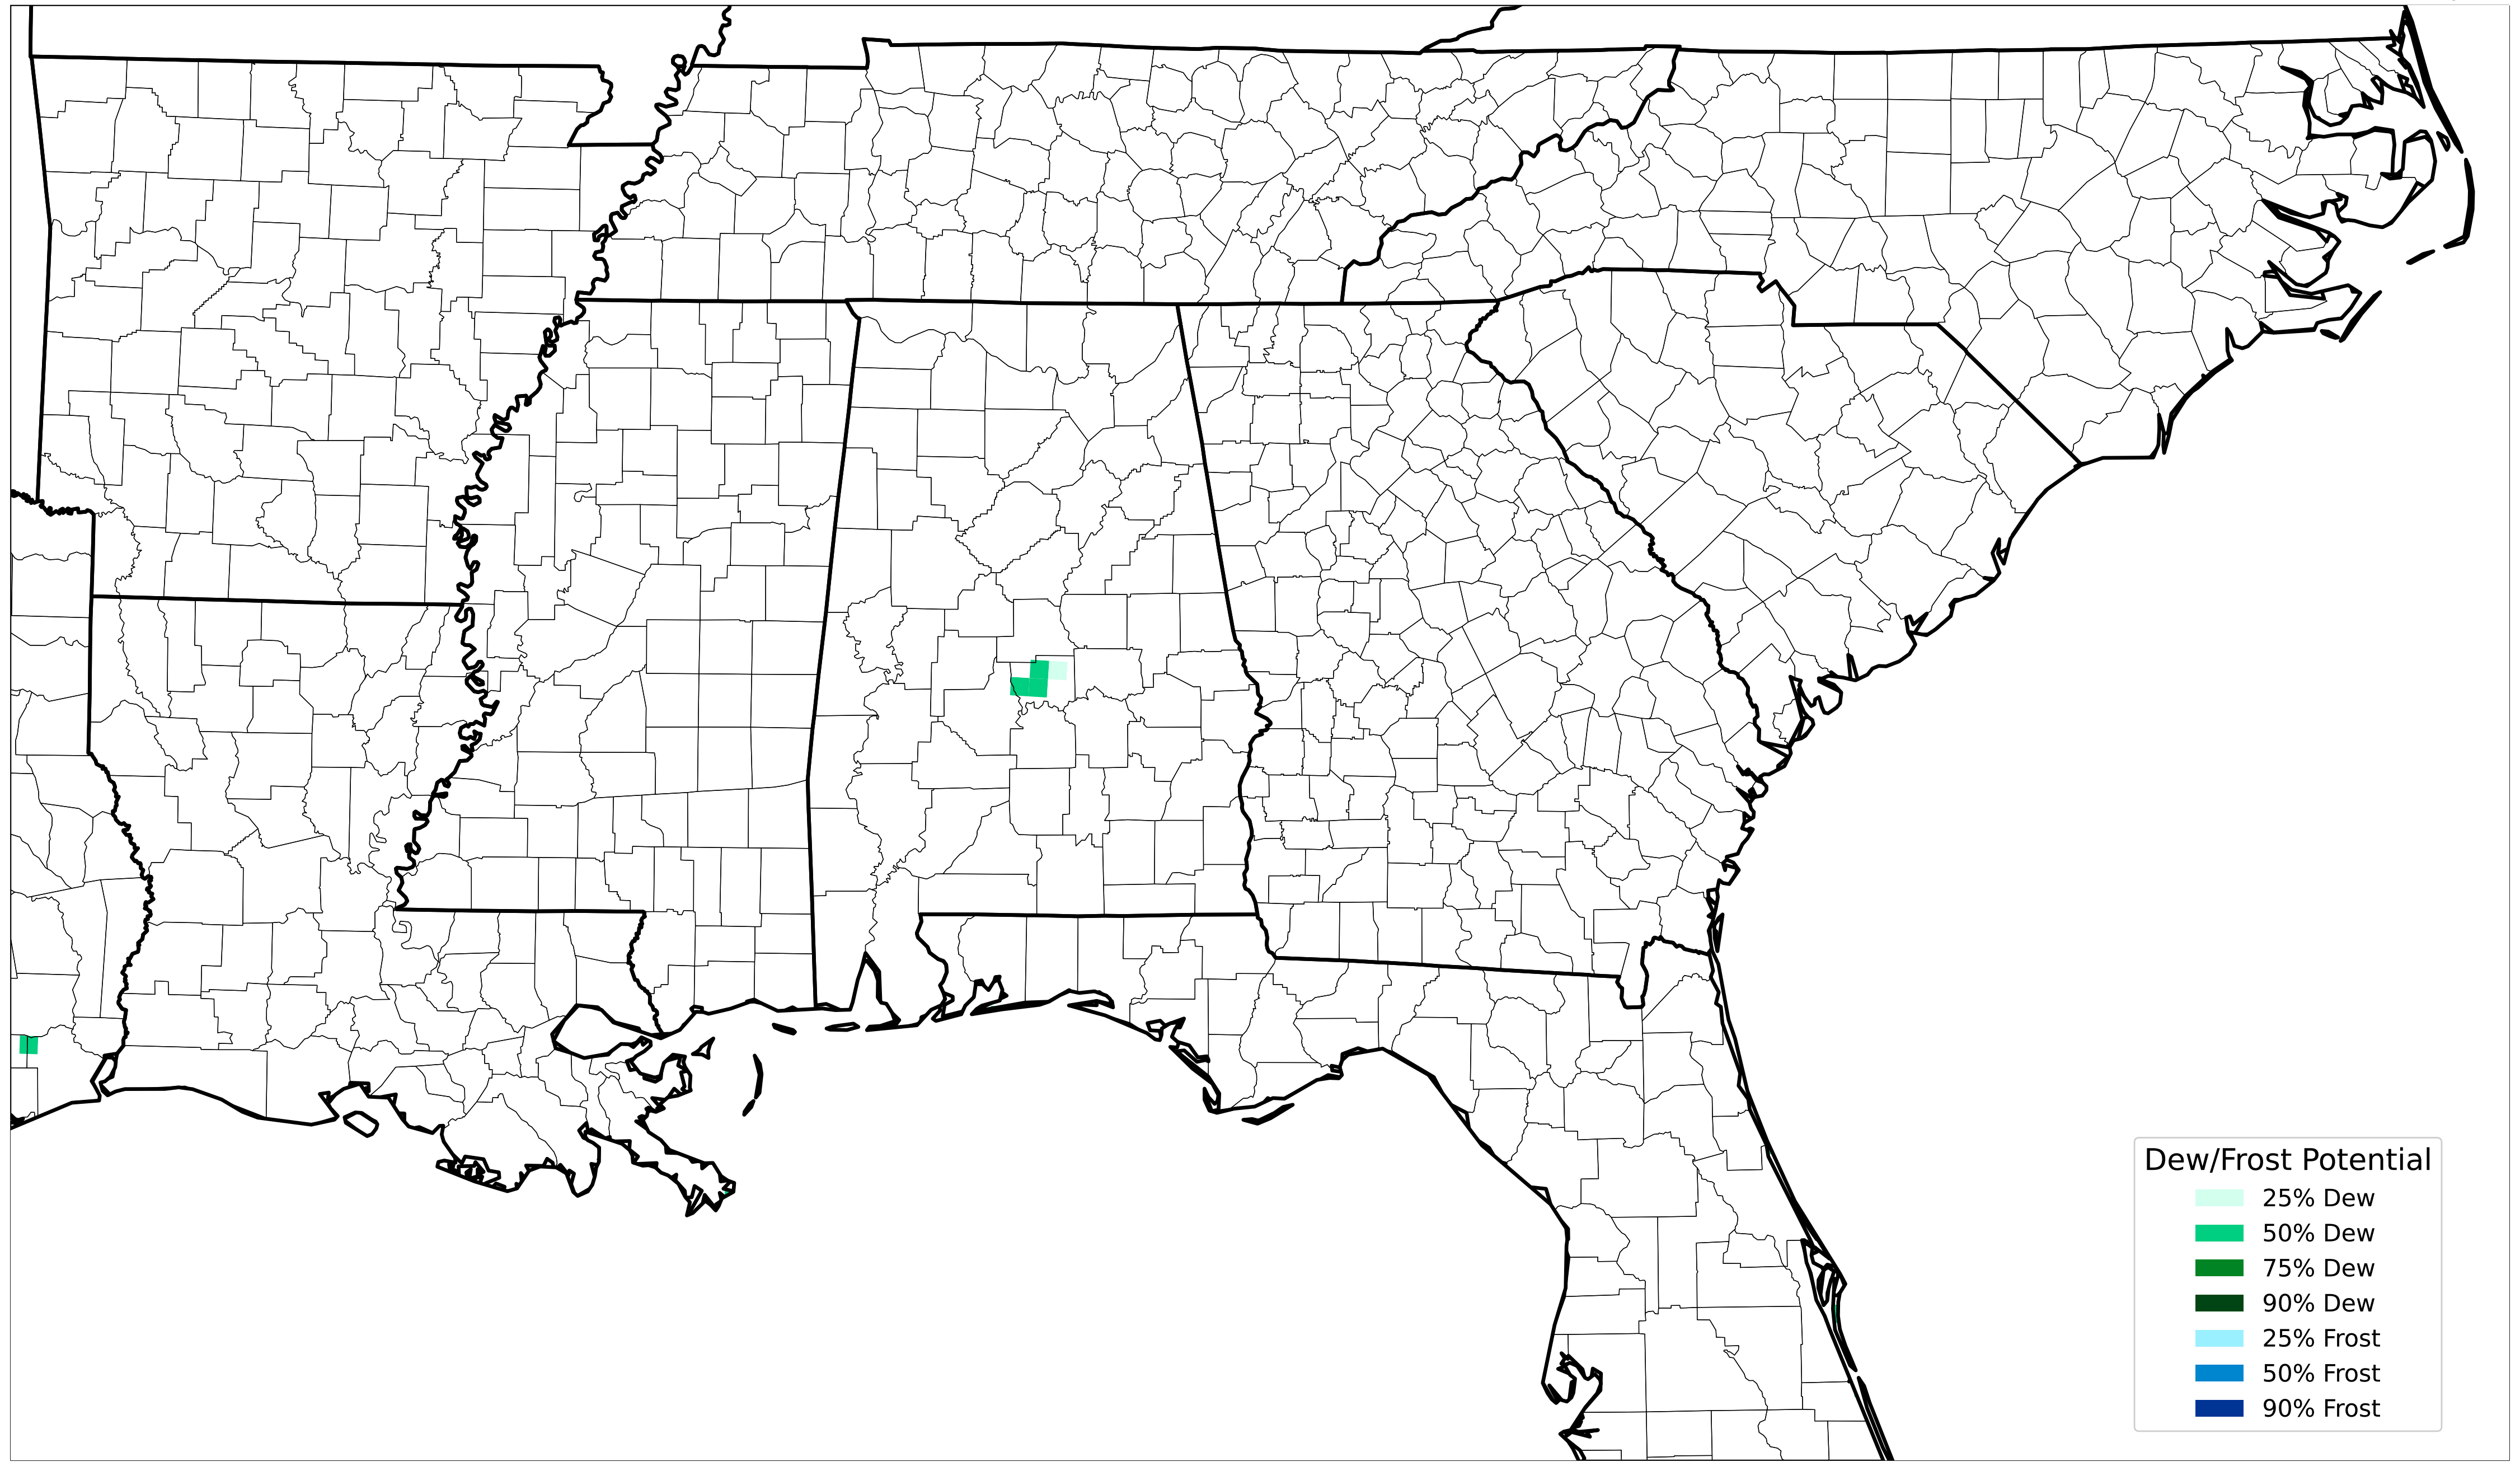 Dew/Frost Potential
25% Dew
50% Dew
75% Dew
90% Dew
25% Frost
50% Frost
90% Frost